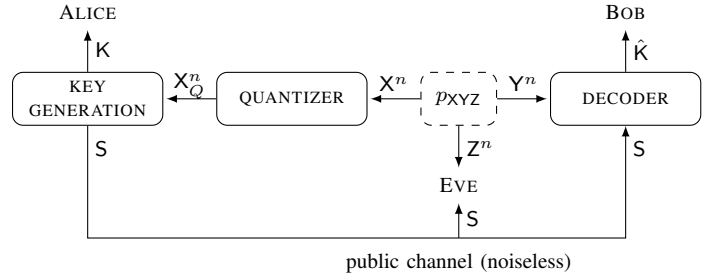 ALICE
BOB
K
K̂
KEY
GENERATION
X_Q^n
QUANTIZER
X^n
p_XYZ
Y^n
DECODER
S
Z^n
S
EVE
S
public channel (noiseless)